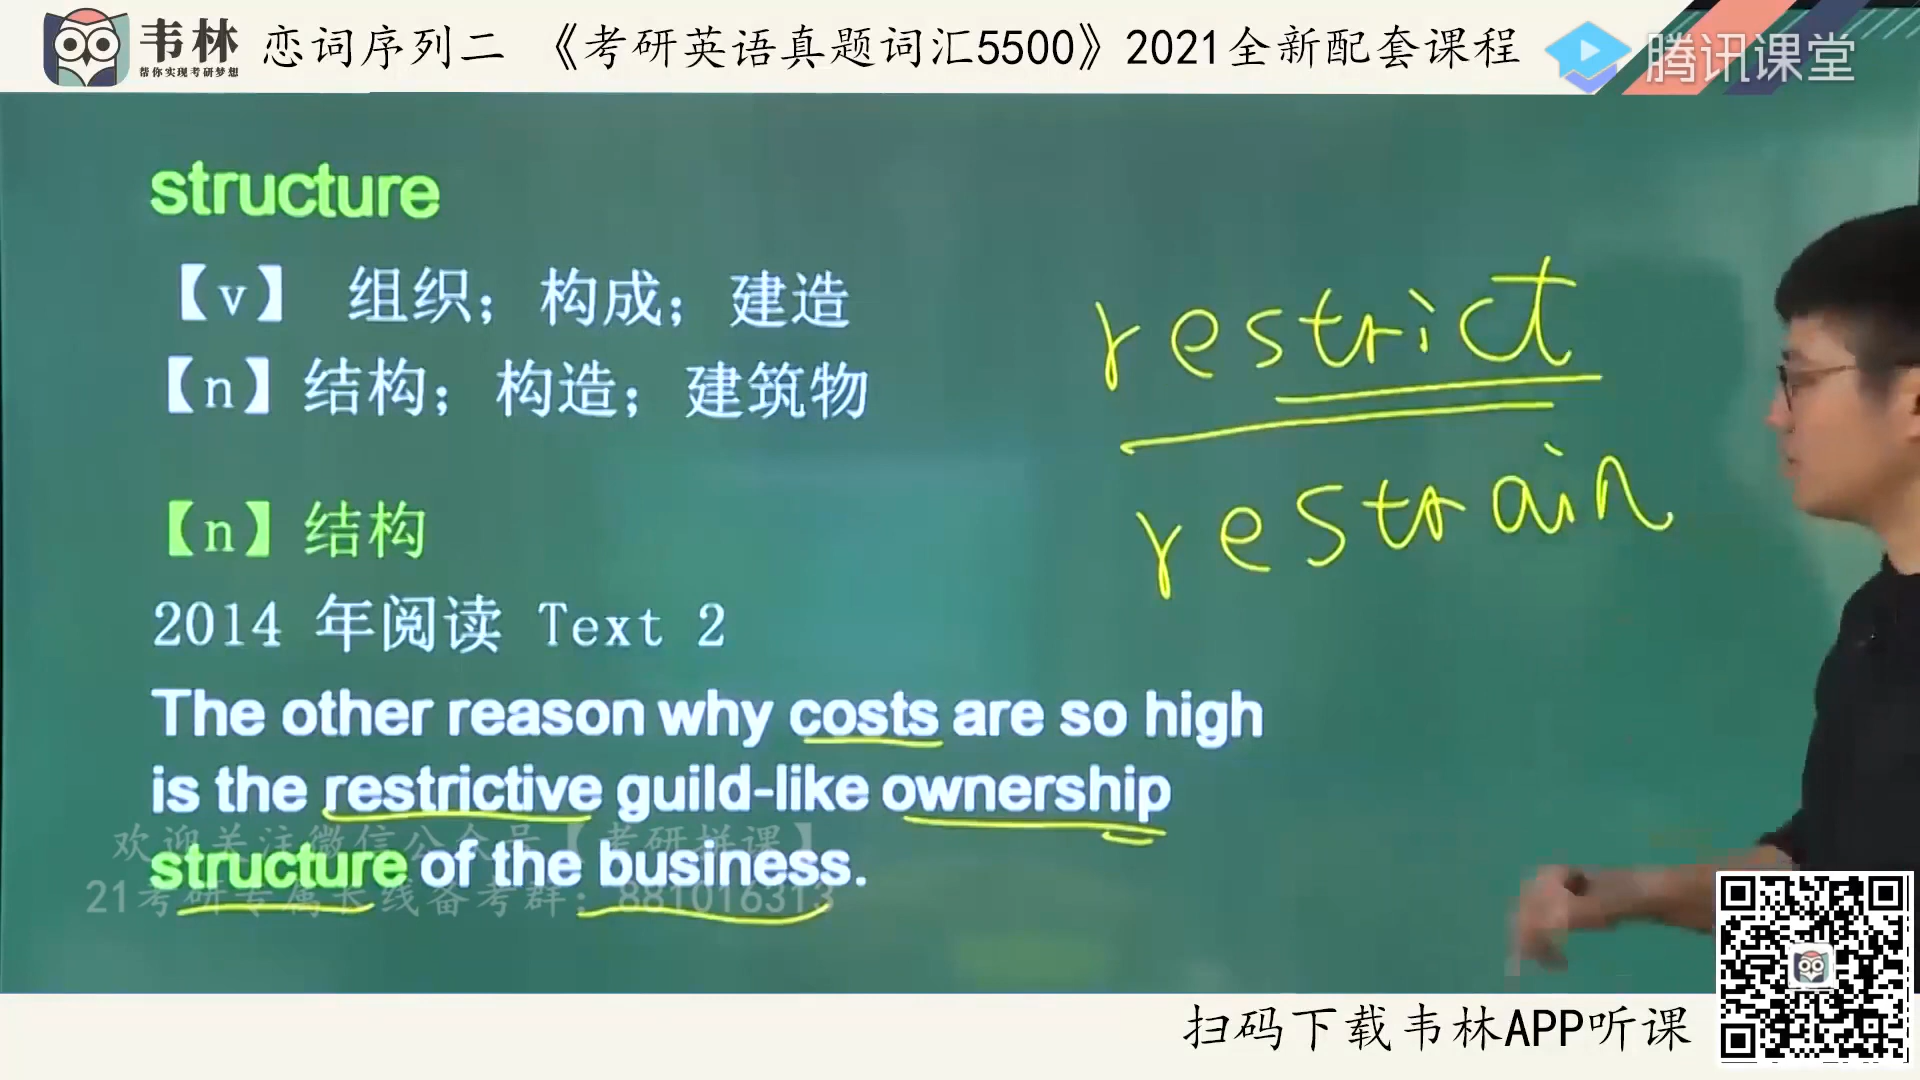 韦林
帮你实现考研梦想
恋词序列二 《考研英语真题词汇5500》2021全新配套课程
腾讯课堂
structure
【v】 组织；构成；建造
【n】结构；构造；建筑物
restrict
restrain
【n】结构
2014 年阅读 Text 2
The other reason why costs are so high
is the restrictive guild-like ownership
欢迎关注微信公众号【考研拼课】
structure of the business.
21考研专属长线备考群：881016313
扫码下载韦林APP听课